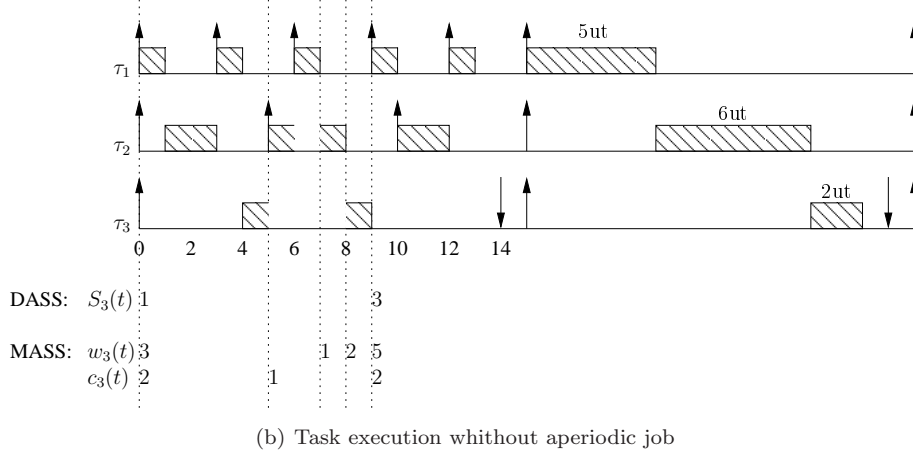 5ut
τ1
6ut
τ2
2ut
τ3
0 2 4 6 8 10 12 14
DASS: S3(t) 1 3
MASS: w3(t) 3 1 2 5
c3(t) 2 1 2
(b) Task execution whithout aperiodic job